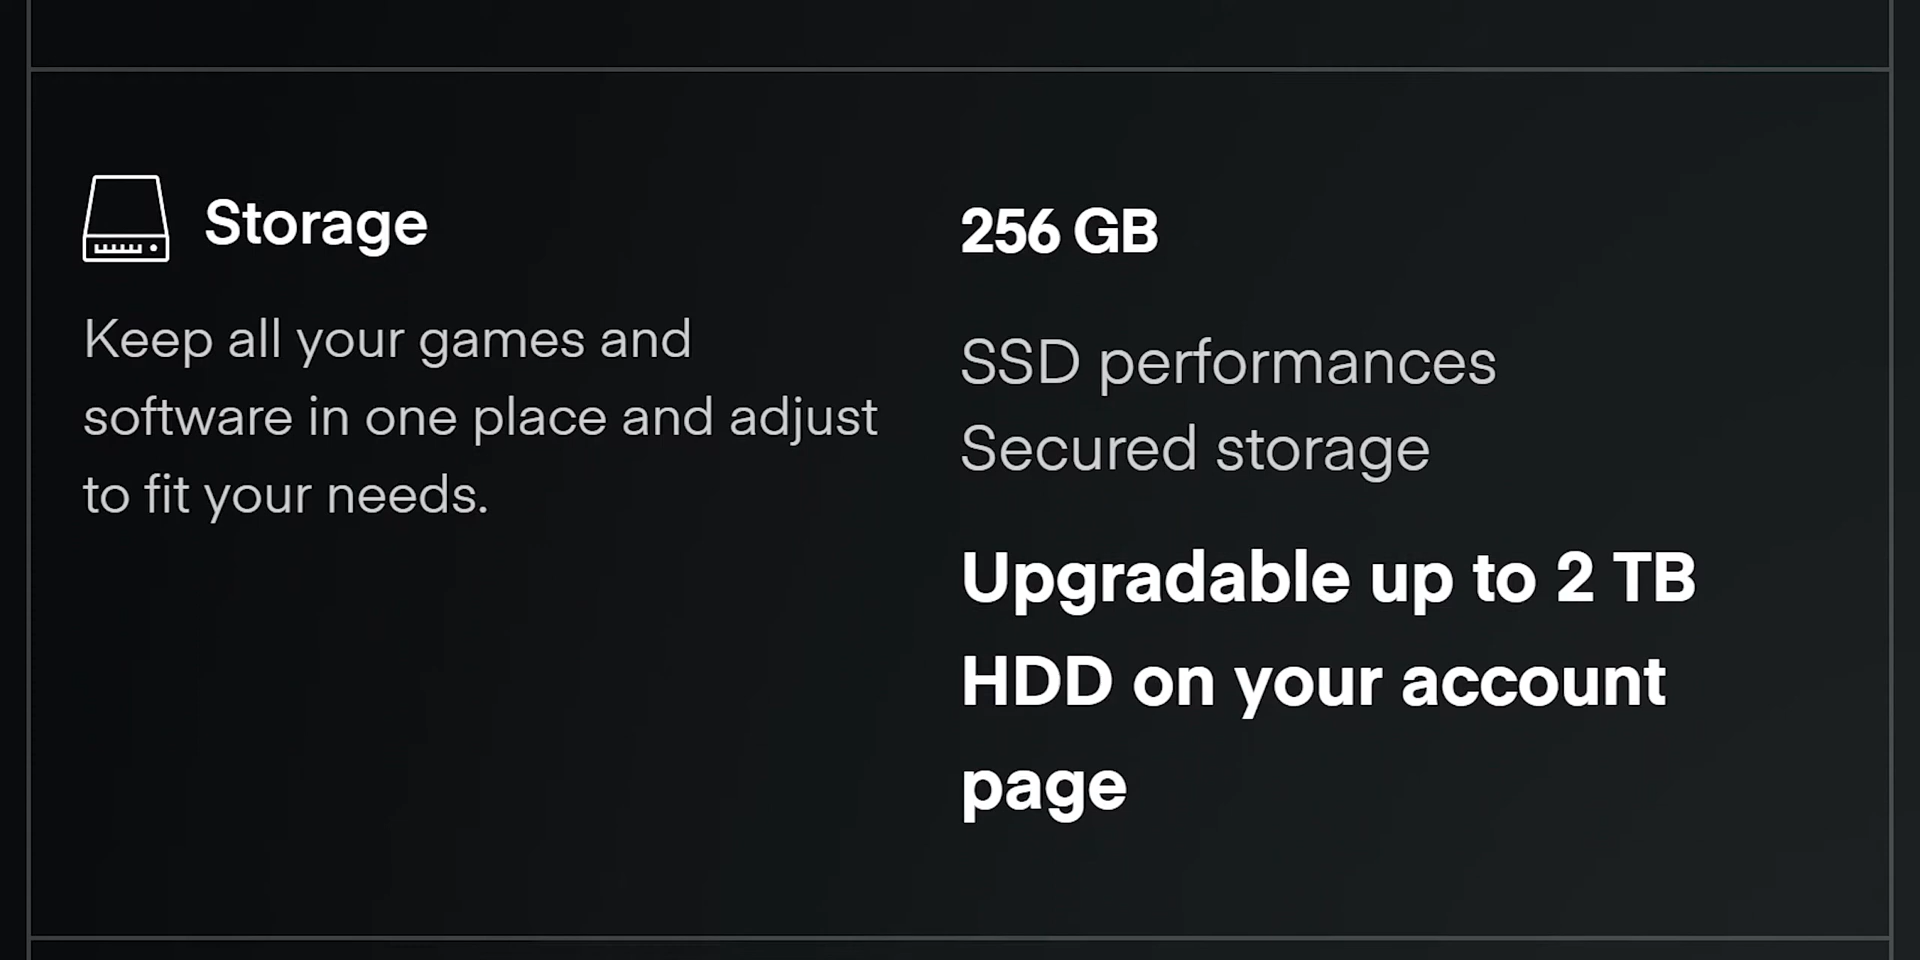 Storage
Keep all your games and
software in one place and adjust
to fit your needs.
256 GB
SSD performances
Secured storage
Upgradable up to 2 TB
HDD on your account
page